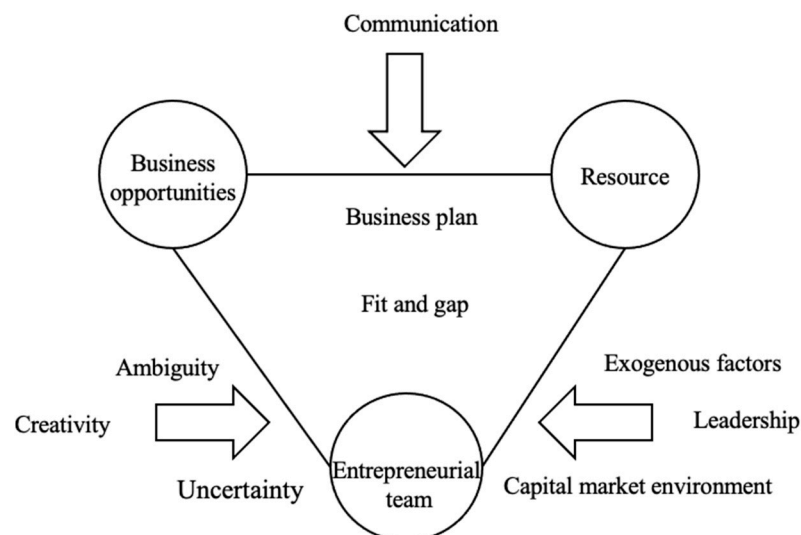 Communication
Business
opportunities
Resource
Business plan
Fit and gap
Ambiguity
Exogenous factors
Creativity
Leadership
Entrepreneurial
team
Uncertainty
Capital market environment